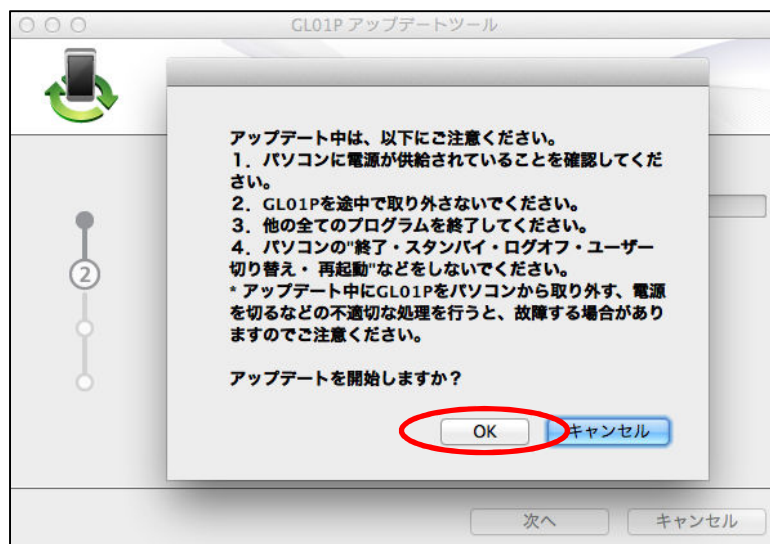 GL01P アップデートツール
アップデート中は、以下にご注意ください。
１．パソコンに電源が供給されていることを確認してくだ
さい。
２．GL01Pを途中で取り外さないでください。
３．他の全てのプログラムを終了してください。
４．パソコンの"終了・スタンバイ・ログオフ・ユーザー
切り替え・ 再起動"などをしないでください。
* アップデート中にGL01Pをパソコンから取り外す、電源
を切るなどの不適切な処理を行うと、故障する場合があり
ますのでご注意ください。
アップデートを開始しますか？
2
OK キャンセル
次へ キャンセル